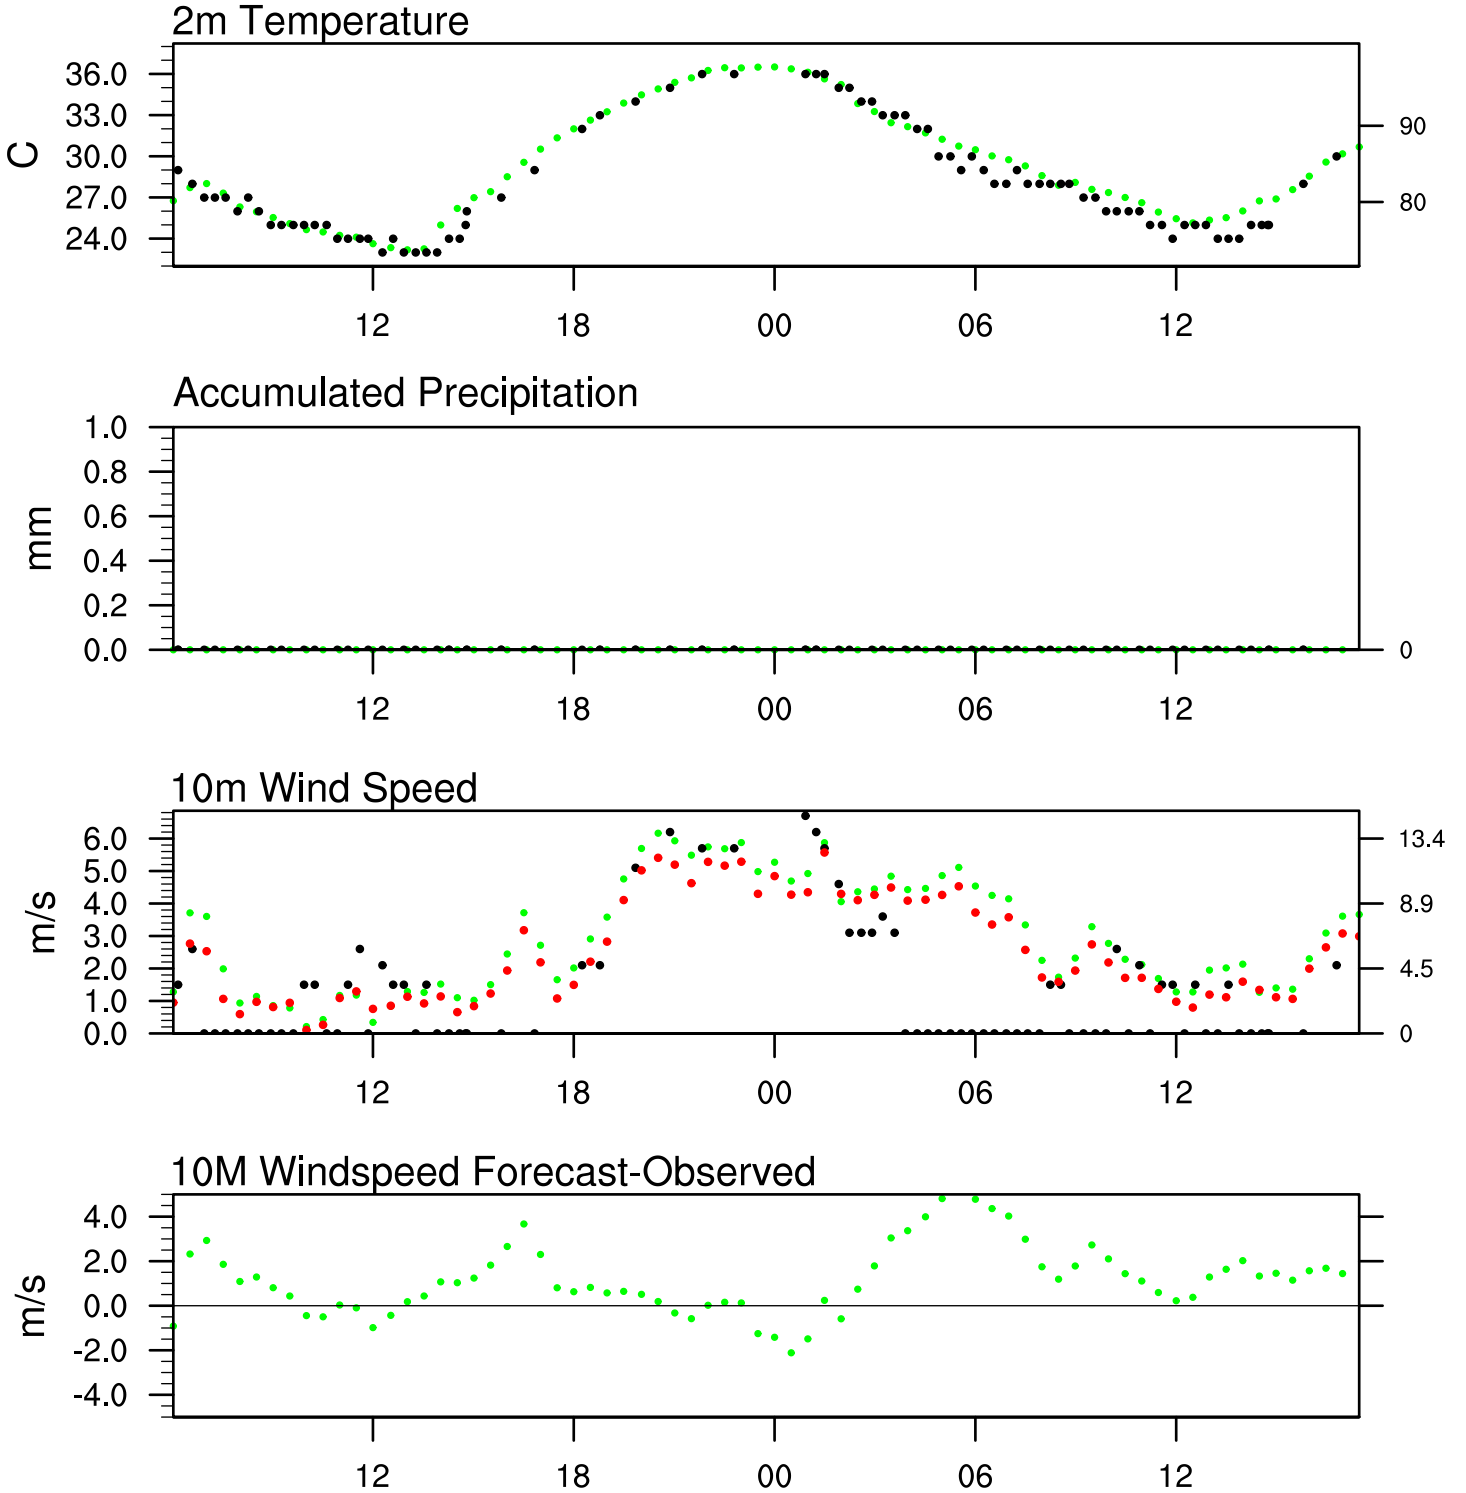 2m Temperature
C
36.0
33.0
30.0
27.0
24.0
90
80
12 18 00 06 12
Accumulated Precipitation
mm
1.0
0.8
0.6
0.4
0.2
0.0
0
12 18 00 06 12
10m Wind Speed
m/s
6.0
5.0
4.0
3.0
2.0
1.0
0.0
13.4
8.9
4.5
0
12 18 00 06 12
10M Windspeed Forecast-Observed
m/s
4.0
2.0
0.0
-2.0
-4.0
12 18 00 06 12